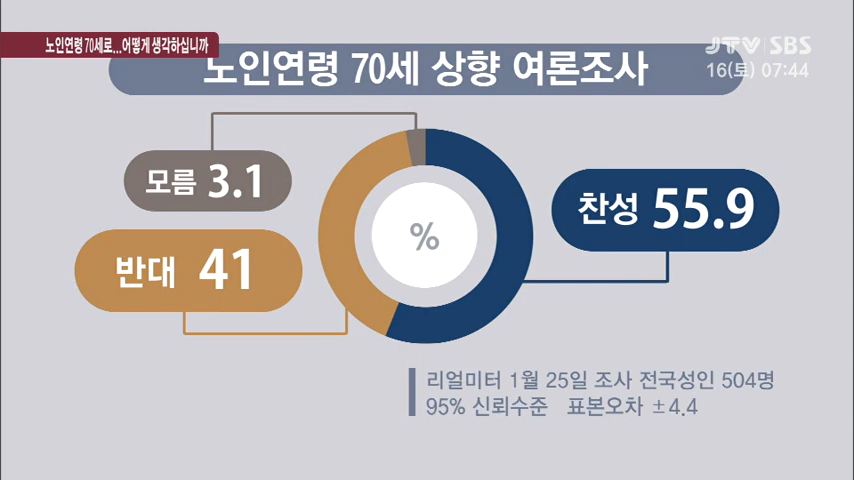 노인연령 70세로...어떻게 생각하십니까
JTV SBS
16(토) 07:44
노인연령 70세 상향 여론조사
모름 3.1
찬성 55.9
반대 41
%
리얼미터 1월 25일 조사 전국성인 504명
95% 신뢰수준 표본오차 ±4.4